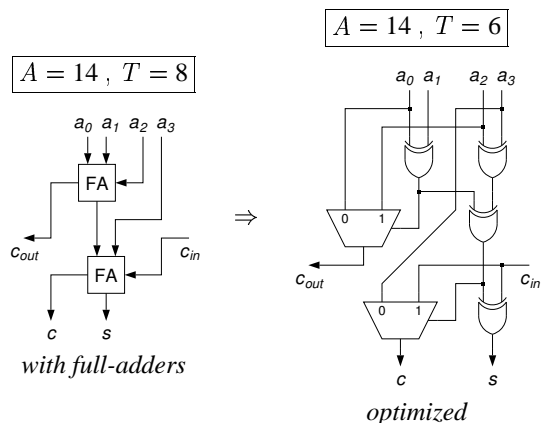 A = 14 , T = 8
a0 a1 a2 a3
FA
cout
cin
FA
c s
with full-adders
⇒
A = 14 , T = 6
a0 a1 a2 a3
0 1
cout
cin
0 1
c s
optimized